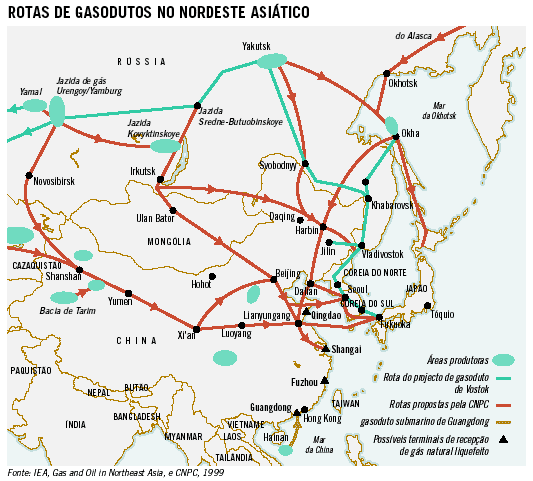 ROTAS DE GASODUTOS NO NORDESTE ASIÁTICO
do Alasca
Yakutsk
RÚSSIA
Jazida de gás
Urengoy/Yamburg
Yamal
Okhotsk
Mar
da Okhotsk
Jazida
Sredne-Butuobinskoye
Jazida
Kovyktinskoye
Okha
Svobodnyy
Irkutsk
Novosibirsk
Khabarovsk
Ulan Bator
Daqing
Harbin
MONGÓLIA
Jilin
Vladivostok
CAZAQUISTÃO
Shanshan
Hohot
Beijing
COREIA DO NORTE
Dalian
Seoul
JAPÃO
Yumen
COREIA DO SUL
Bacia de Tarim
Lianyungang
Qingdao
Tóquio
Fukuoka
Xi'an
Luoyang
CHINA
Shangai
Áreas produtoras
PAQUISTÃO
Rota do projecto de gasoduto
de Vostok
Fuzhou
BUTÃO
NEPAL
TAIWAN
Rotas propostas pela CNPC
Guangdong
Hong Kong
BANGLADESH
gasoduto submarino de Guangdong
ÍNDIA
VIETNAME
MYANMAR
LAOS
Hainan
Mar
da China
Possíveis terminais de recepção
de gás natural liquefeito
TAILÂNDIA
Fonte: IEA, Gas and Oil in Northeast Asia, e CNPC, 1999